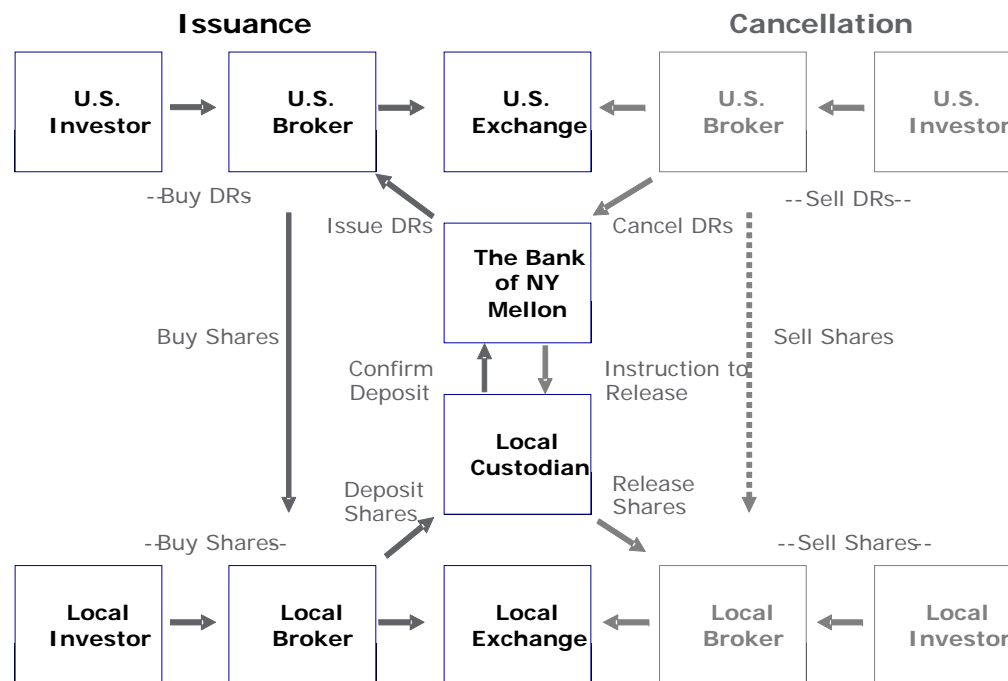 Issuance
Cancellation
U.S.
Investor
U.S.
Broker
U.S.
Exchange
U.S.
Broker
U.S.
Investor
--Buy DRs-
--Sell DRs--
Issue DRs
Cancel DRs
The Bank
of NY
Mellon
Buy Shares
Sell Shares
Confirm
Deposit
Instruction to
Release
Local
Custodian
Deposit
Shares
Release
Shares
--Buy Shares--
--Sell Shares--
Local
Investor
Local
Broker
Local
Exchange
Local
Broker
Local
Investor